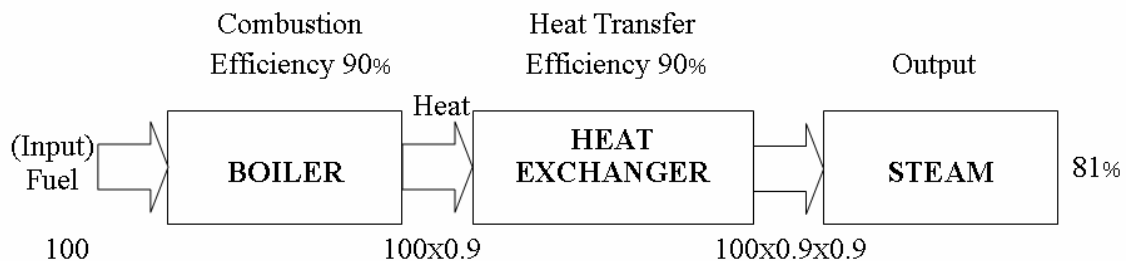 Combustion
Efficiency 90%
Heat Transfer
Efficiency 90%
Output
(Input)
Fuel
BOILER
Heat
HEAT
EXCHANGER
STEAM
81%
100
100x0.9
100x0.9x0.9